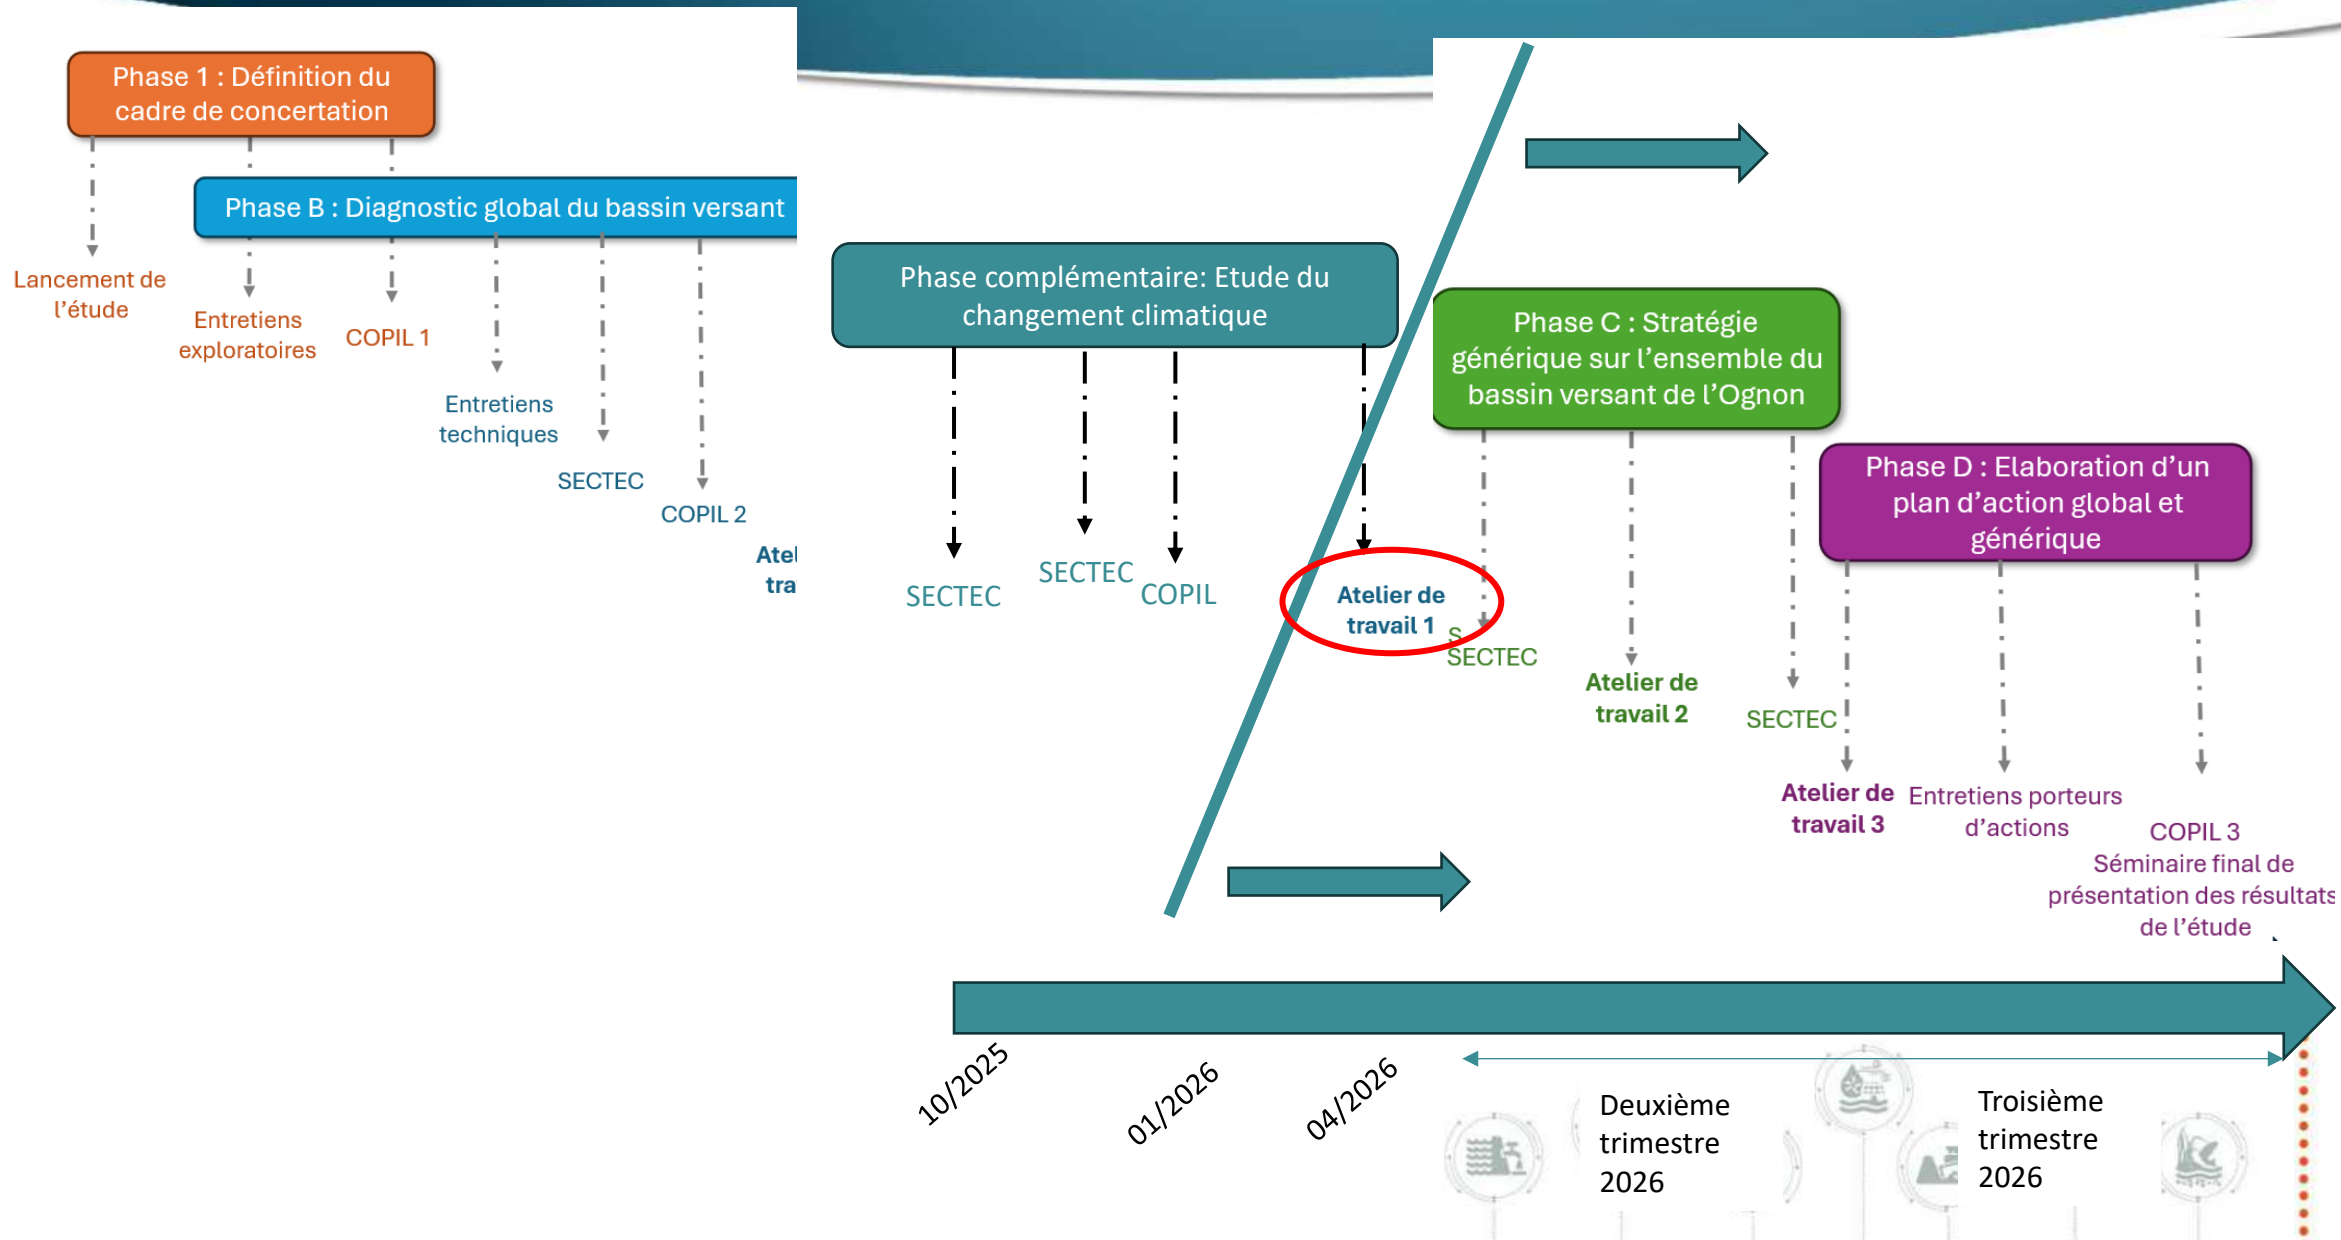 Phase 1 : Définition du
cadre de concertation
Phase B : Diagnostic global du bassin versant
Lancement de
l’étude
Entretiens
exploratoires
COPIL 1
Entretiens
techniques
SECTEC
COPIL 2
Atel
tra
Phase complémentaire: Etude du
changement climatique
SECTEC
SECTEC
COPIL
Atelier de
travail 1
Phase C : Stratégie
générique sur l’ensemble du
bassin versant de l’Ognon
S
SECTEC
Atelier de
travail 2
SECTEC
Phase D : Elaboration d’un
plan d’action global et
générique
Atelier de
travail 3
Entretiens porteurs
d’actions
COPIL 3
Séminaire final de
présentation des résultats
de l’étude
10/2025
01/2026
04/2026
Deuxième
trimestre
2026
Troisième
trimestre
2026